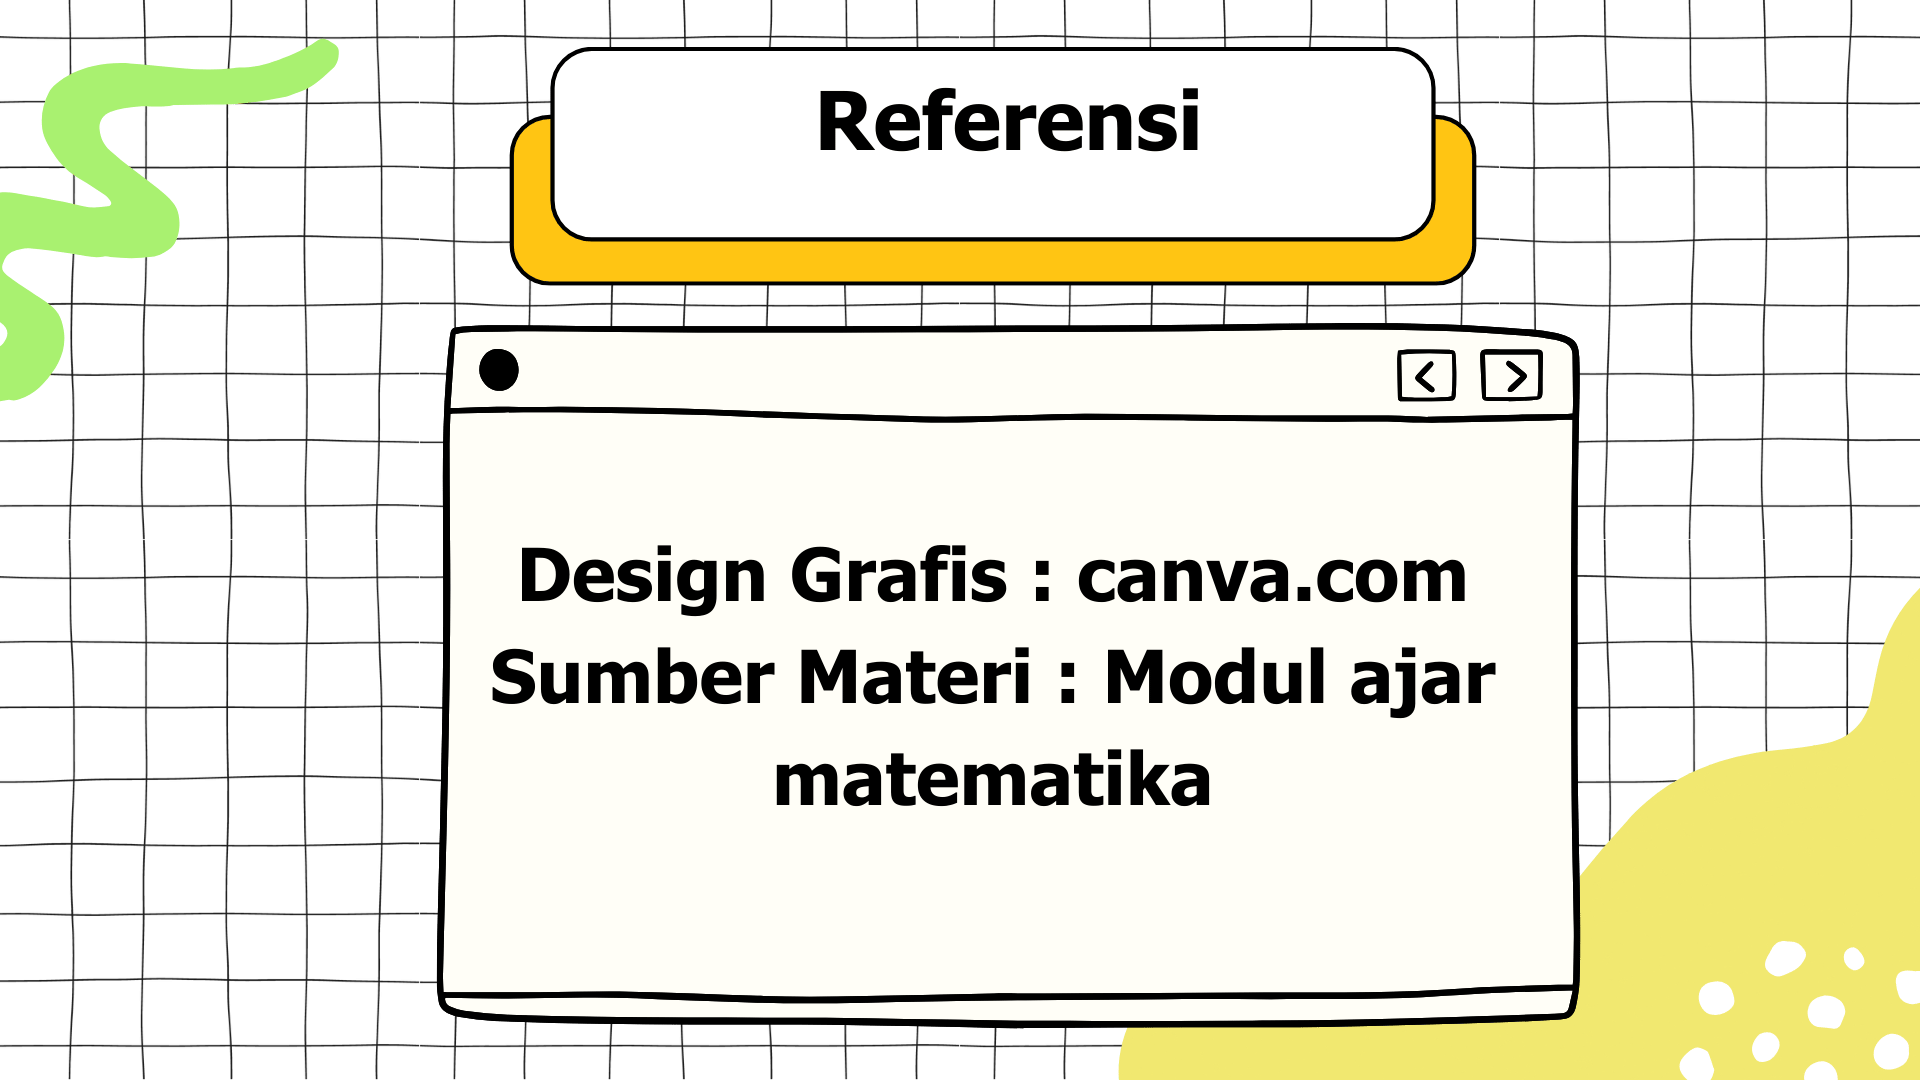 Referensi
Design Grafis : canva.com
Sumber Materi : Modul ajar
matematika